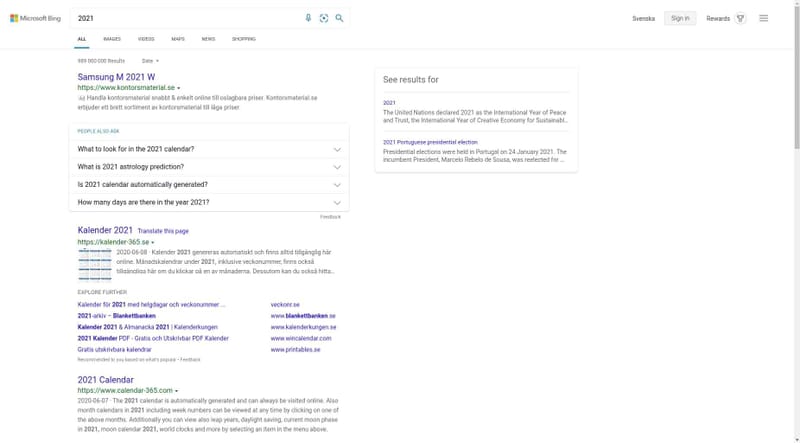 Microsoft Bing
2021
Svenska
Sign in
Rewards
ALL
IMAGES
VIDEOS
MAPS
NEWS
SHOPPING
989 000 000 Results
Date
Samsung M 2021 W
https://www.kontorsmaterial.se
Ad Handla kontorsmaterial snabbt & enkelt online till oslagbara priser. Kontorsmaterial.se
erbjuder ett brett sortiment av kontorsmaterial till låga priser
PEOPLE ALSO ASK
What to look for in the 2021 calendar?
What is 2021 astrology prediction?
Is 2021 calendar automatically generated?
How many days are there in the year 2021?
Feedback
Kalender 2021 Translate this page
https://kalender-365.se
2020-06-08 · Kalender 2021 genereras automatiskt och finns alltid tillgänglig här
online. Månadskalendrar under 2021, inklusive veckonummer, finns också
tillgängliga här om du klickar på en av månaderna. Dessutom kan du också hitta...
EXPLORE FURTHER
Kalender för 2021 med helgdagar och veckonummer ... veckonr.se
2021-arkiv – Blankettbanken www.blankettbanken.se
Kalender 2021 & Almanacka 2021 | Kalenderkungen www.kalenderkungen.se
2021 Kalender PDF - Gratis och Utskrivbar PDF Kalender www.wincalendar.com
Gratis utskrivbara kalendrar www.printables.se
Recommended to you based on what's popular • Feedback
2021 Calendar
https://www.calendar-365.com
2020-06-07 · The 2021 calendar is automatically generated and can always be visited online. Also
month calendars in 2021 including week numbers can be viewed at any time by clicking on one of
the above months. Additionally you can view also leap years, daylight saving, current moon phase
in 2021, moon calendar 2021, world clocks and more by selecting an item in the menu above.
See results for
2021
The United Nations declared 2021 as the International Year of Peace
and Trust, the International Year of Creative Economy for Sustainabl...
2021 Portuguese presidential election
Presidential elections were held in Portugal on 24 January 2021. The
incumbent President, Marcelo Rebelo de Sousa, was reelected for ...